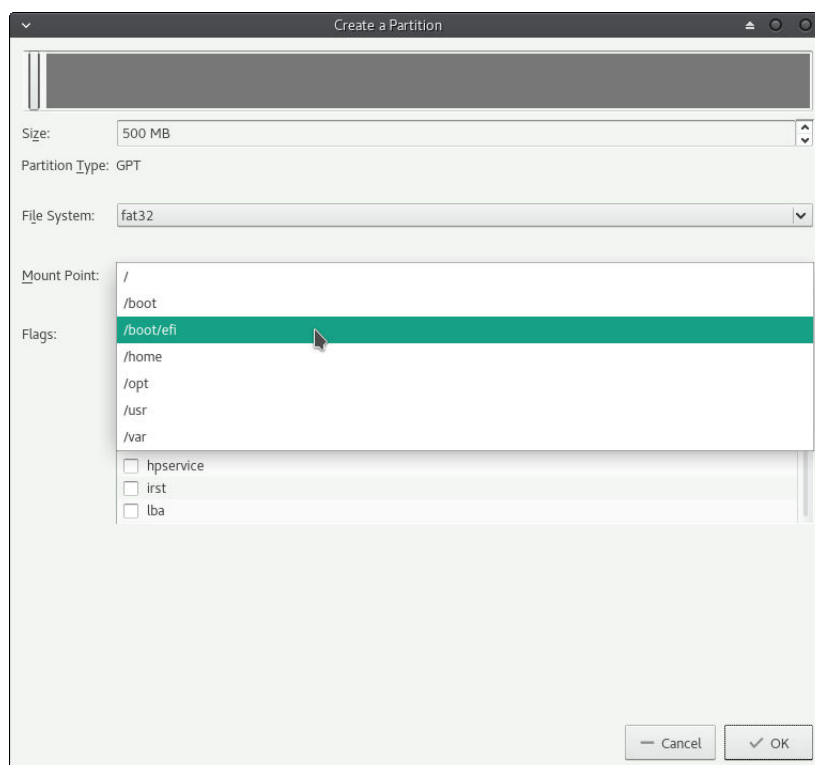 Create a Partition
Size: 500 MB
Partition Type: GPT
File System: fat32
Mount Point: /
/boot
Flags: /boot/efi
/home
/opt
/usr
/var
hpservice
irst
lba
Cancel OK